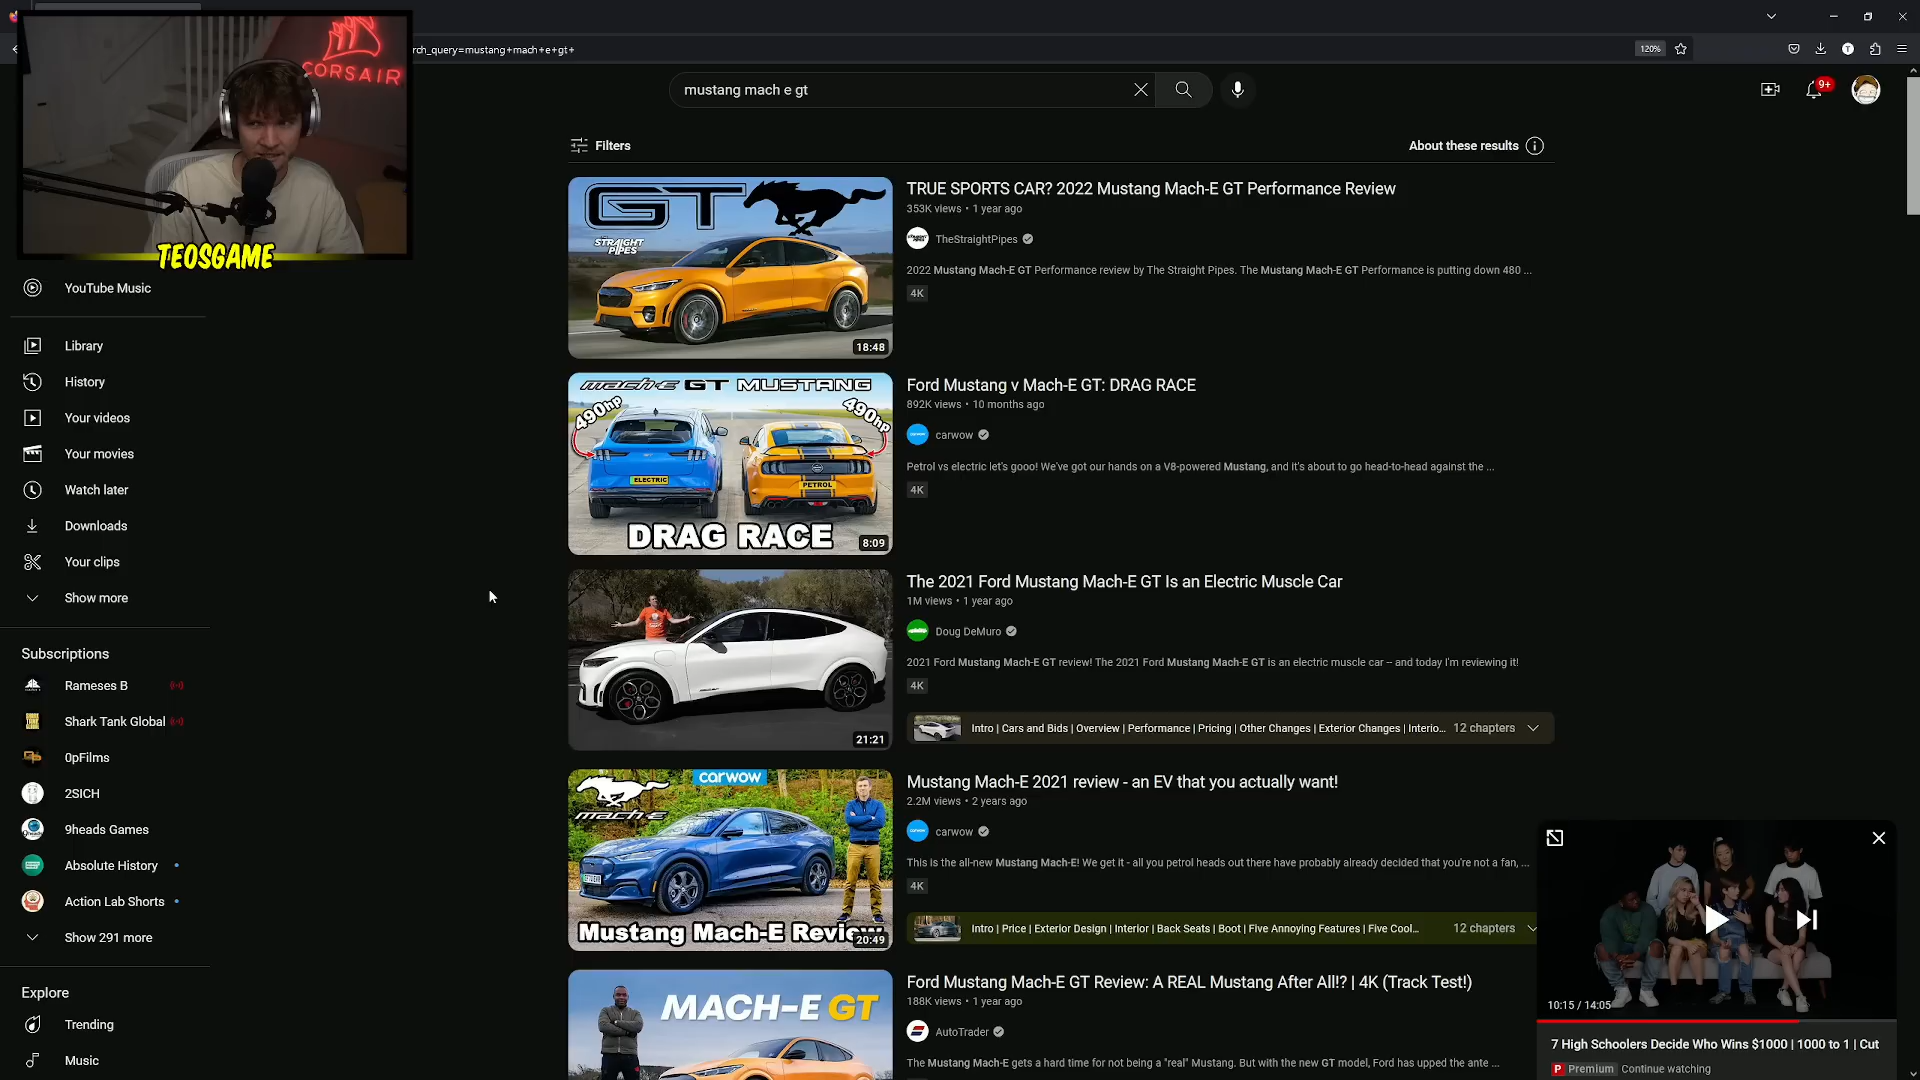 CORSAIR
TEOSGAME
rch_query=mustang+mach+e+gt+
120%
mustang mach e gt
9+
Filters
About these results
YouTube Music
Library
History
Your videos
Your movies
Watch later
Downloads
Your clips
Show more
Subscriptions
Rameses B
Shark Tank Global
0pFilms
2SICH
9heads Games
Absolute History
Action Lab Shorts
Show 291 more
Explore
Trending
Music
GT
STRAIGHT
PIPES
18:48
TRUE SPORTS CAR? 2022 Mustang Mach-E GT Performance Review
353K views • 1 year ago
TheStraightPipes
2022 Mustang Mach-E GT Performance review by The Straight Pipes. The Mustang Mach-E GT Performance is putting down 480 ...
4K
mach-E GT MUSTANG
490hp
490hp
ELECTRIC
PETROL
DRAG RACE
8:09
Ford Mustang v Mach-E GT: DRAG RACE
892K views • 10 months ago
carwow
Petrol vs electric let's gooo! We've got our hands on a V8-powered Mustang, and it's about to go head-to-head against the ...
4K
21:21
The 2021 Ford Mustang Mach-E GT Is an Electric Muscle Car
1M views • 1 year ago
Doug DeMuro
2021 Ford Mustang Mach-E GT review! The 2021 Ford Mustang Mach-E GT is an electric muscle car – and today I'm reviewing it!
4K
Intro | Cars and Bids | Overview | Performance | Pricing | Other Changes | Exterior Changes | Interio...
12 chapters
carwow
mach-E
Mustang Mach-E Review
20:49
Mustang Mach-E 2021 review - an EV that you actually want!
2.2M views • 2 years ago
carwow
This is the all-new Mustang Mach-E! We get it - all you petrol heads out there have probably already decided that you're not a fan, ...
4K
Intro | Price | Exterior Design | Interior | Back Seats | Boot | Five Annoying Features | Five Cool...
12 chapters
MACH-E GT
Ford Mustang Mach-E GT Review: A REAL Mustang After All!? | 4K (Track Test!)
188K views • 1 year ago
AutoTrader
The Mustang Mach-E gets a hard time for not being a "real" Mustang. But with the new GT model, Ford has upped the ante ...
10:15 / 14:05
7 High Schoolers Decide Who Wins $1000 | 1000 to 1 | Cut
P Premium Continue watching